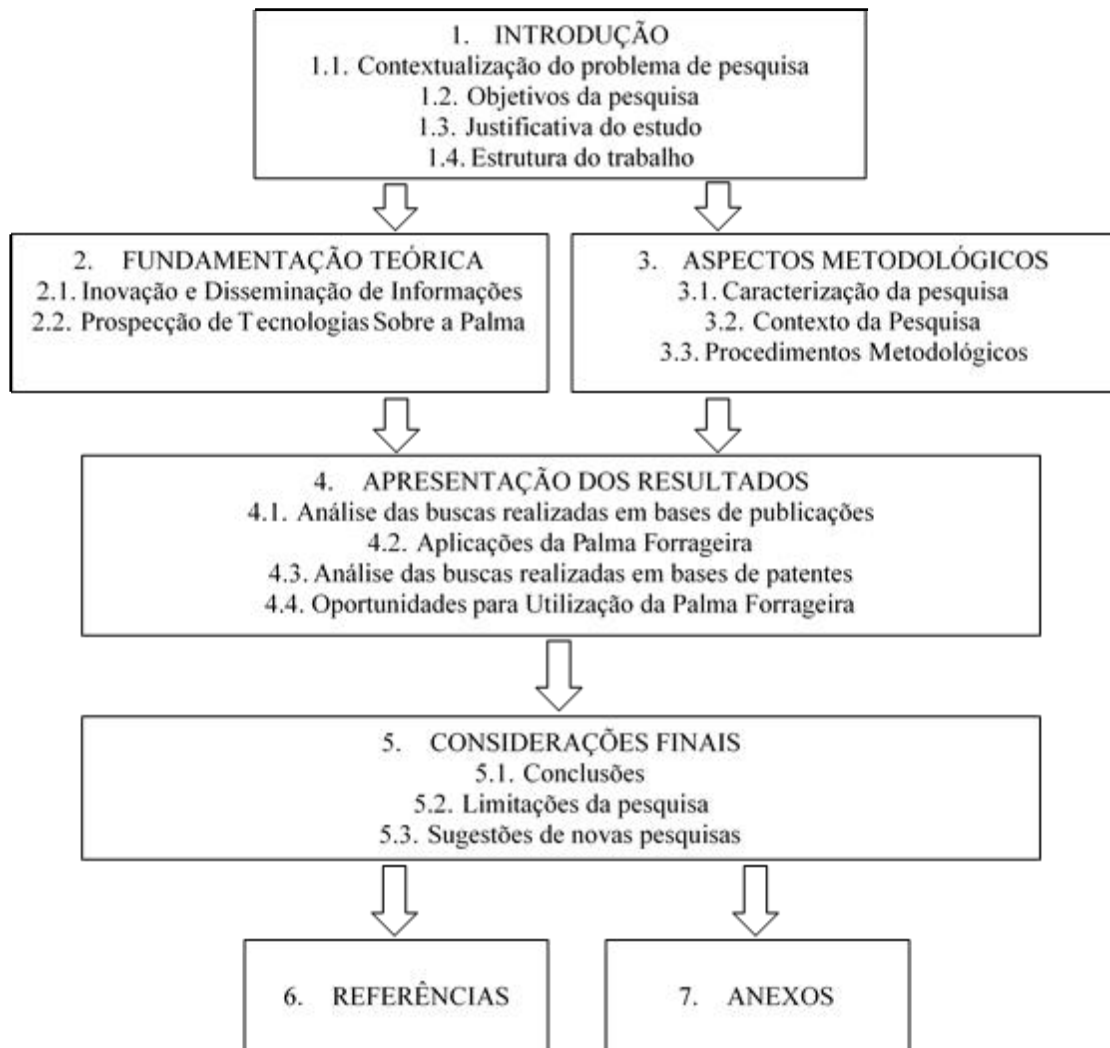 1. INTRODUÇÃO
1.1. Contextualização do problema de pesquisa
1.2. Objetivos da pesquisa
1.3. Justificativa do estudo
1.4. Estrutura do trabalho
2. FUNDAMENTAÇÃO TEÓRICA
2.1. Inovação e Disseminação de Informações
2.2. Prospecção de Tecnologias Sobre a Palma
3. ASPECTOS METODOLÓGICOS
3.1. Caracterização da pesquisa
3.2. Contexto da Pesquisa
3.3. Procedimentos Metodológicos
4. APRESENTAÇÃO DOS RESULTADOS
4.1. Análise das buscas realizadas em bases de publicações
4.2. Aplicações da Palma Forrageira
4.3. Análise das buscas realizadas em bases de patentes
4.4. Oportunidades para Utilização da Palma Forrageira
5. CONSIDERAÇÕES FINAIS
5.1. Conclusões
5.2. Limitações da pesquisa
5.3. Sugestões de novas pesquisas
6. REFERÊNCIAS
7. ANEXOS